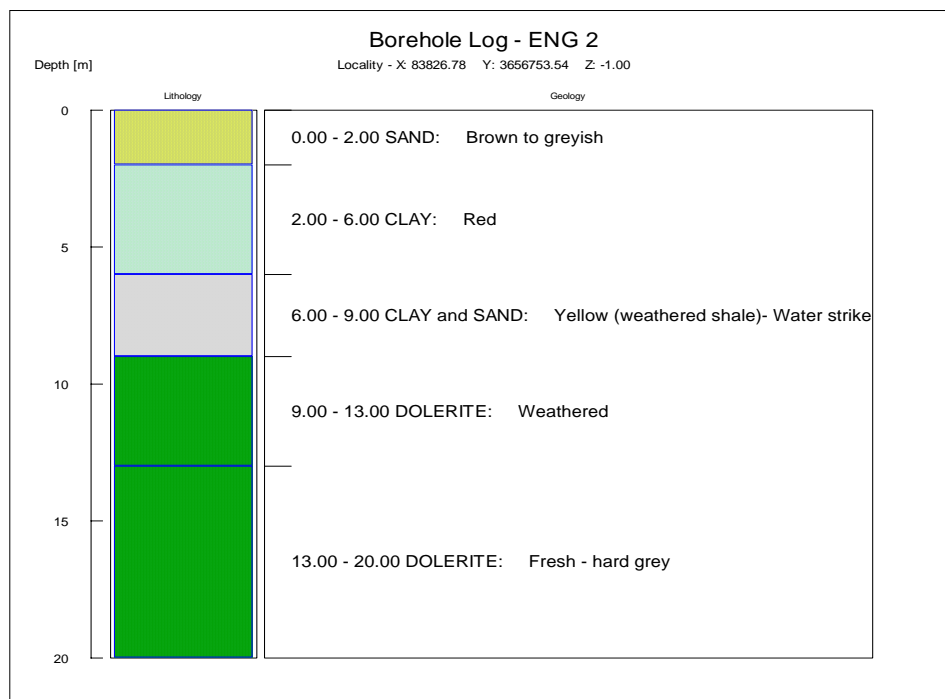 Borehole Log - ENG 2
Depth [m]
Locality - X: 83826.78 Y: 3656753.54 Z: -1.00
Lithology
Geology
0
0.00 - 2.00 SAND: Brown to greyish
2.00 - 6.00 CLAY: Red
5
6.00 - 9.00 CLAY and SAND: Yellow (weathered shale)- Water strike
10
9.00 - 13.00 DOLERITE: Weathered
15
13.00 - 20.00 DOLERITE: Fresh - hard grey
20